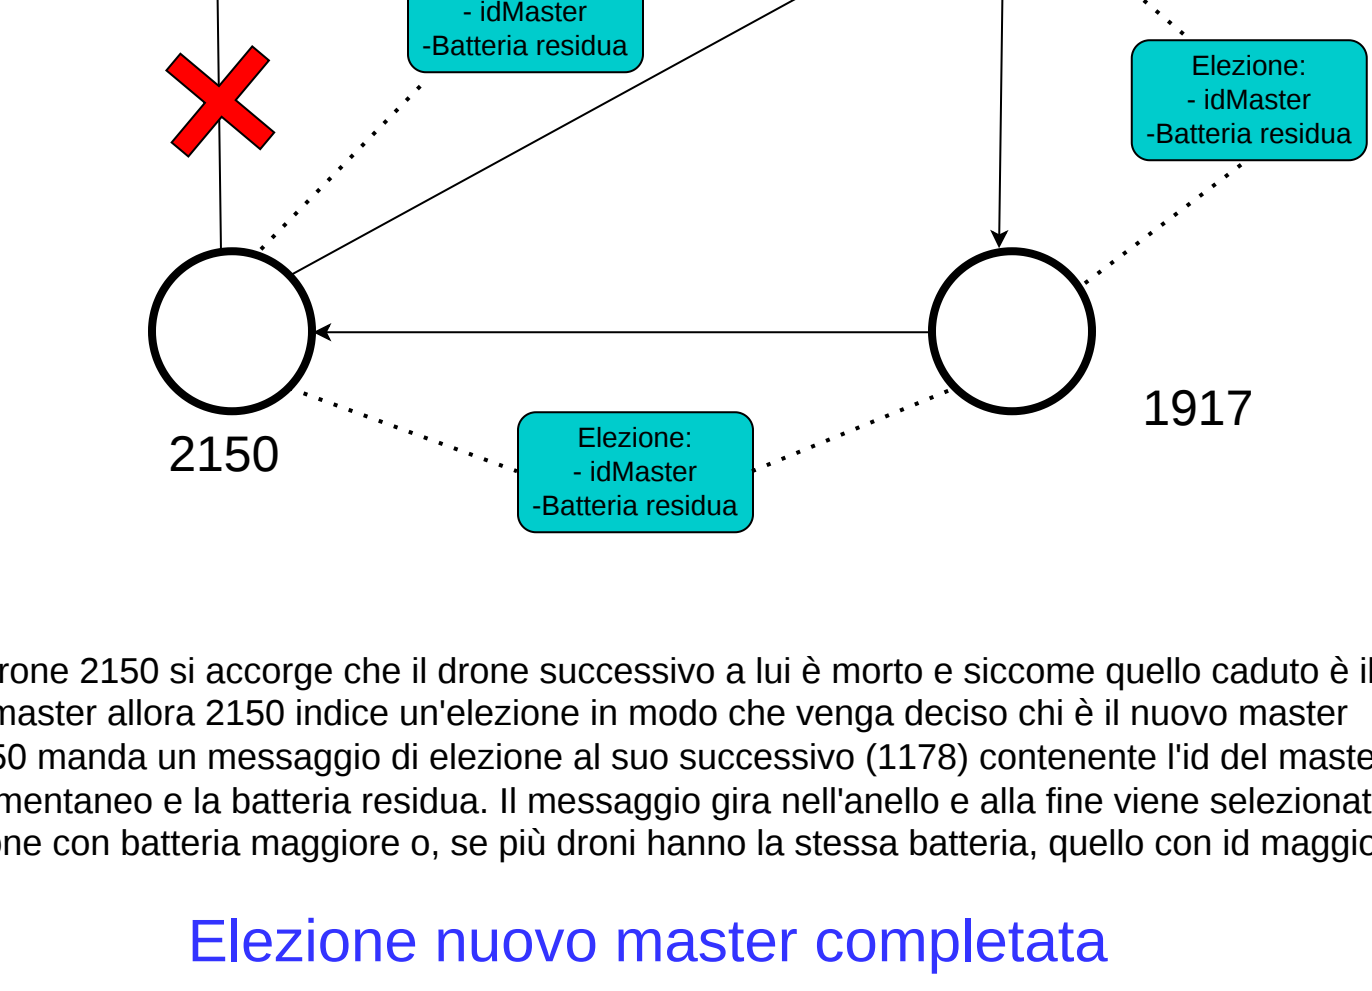 - idMaster
-Batteria residua
Elezione:
- idMaster
-Batteria residua
1917
2150
Elezione:
- idMaster
-Batteria residua
rone 2150 si accorge che il drone successivo a lui è morto e siccome quello caduto è il
master allora 2150 indice un'elezione in modo che venga deciso chi è il nuovo master
50 manda un messaggio di elezione al suo successivo (1178) contenente l'id del maste
mentaneo e la batteria residua. Il messaggio gira nell'anello e alla fine viene selezionat
one con batteria maggiore o, se più droni hanno la stessa batteria, quello con id maggio
Elezione nuovo master completata